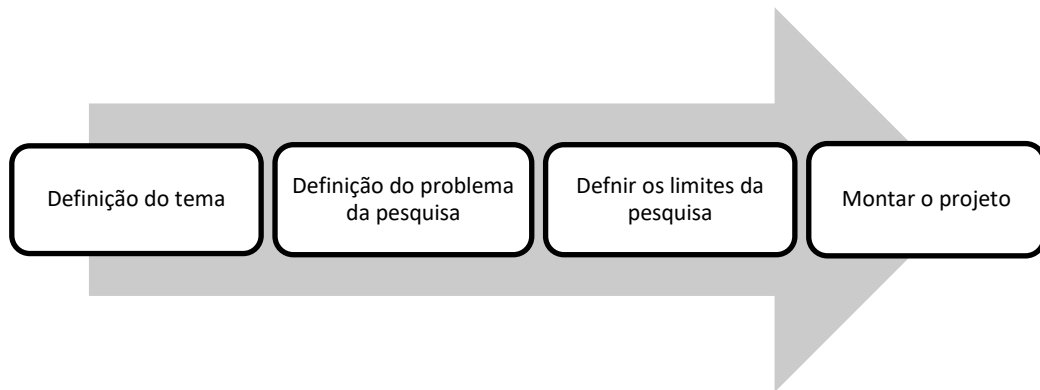 Definição do tema
Definição do problema
da pesquisa
Defnir os limites da
pesquisa
Montar o projeto